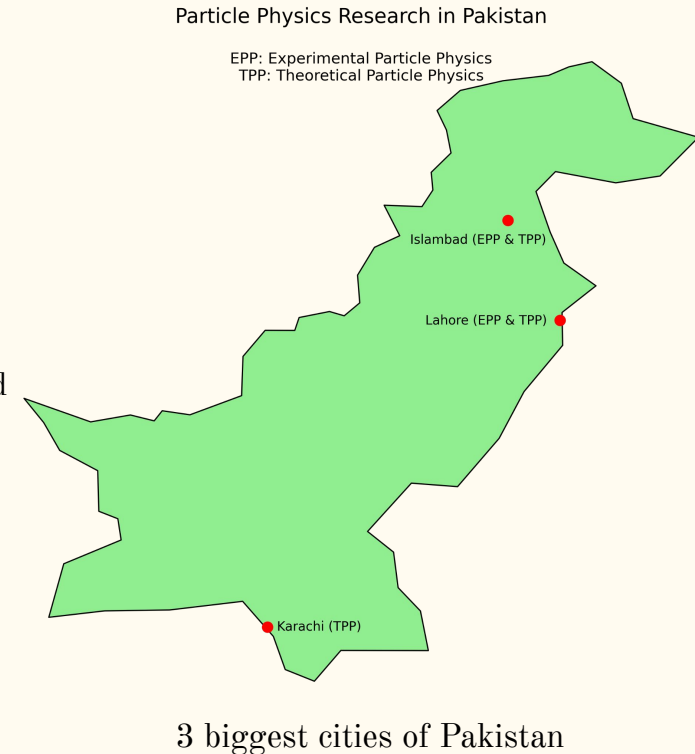 Particle Physics Research in Pakistan
EPP: Experimental Particle Physics
TPP: Theoretical Particle Physics
Islambad (EPP & TPP)
Lahore (EPP & TPP)
Karachi (TPP)
3 biggest cities of Pakistan